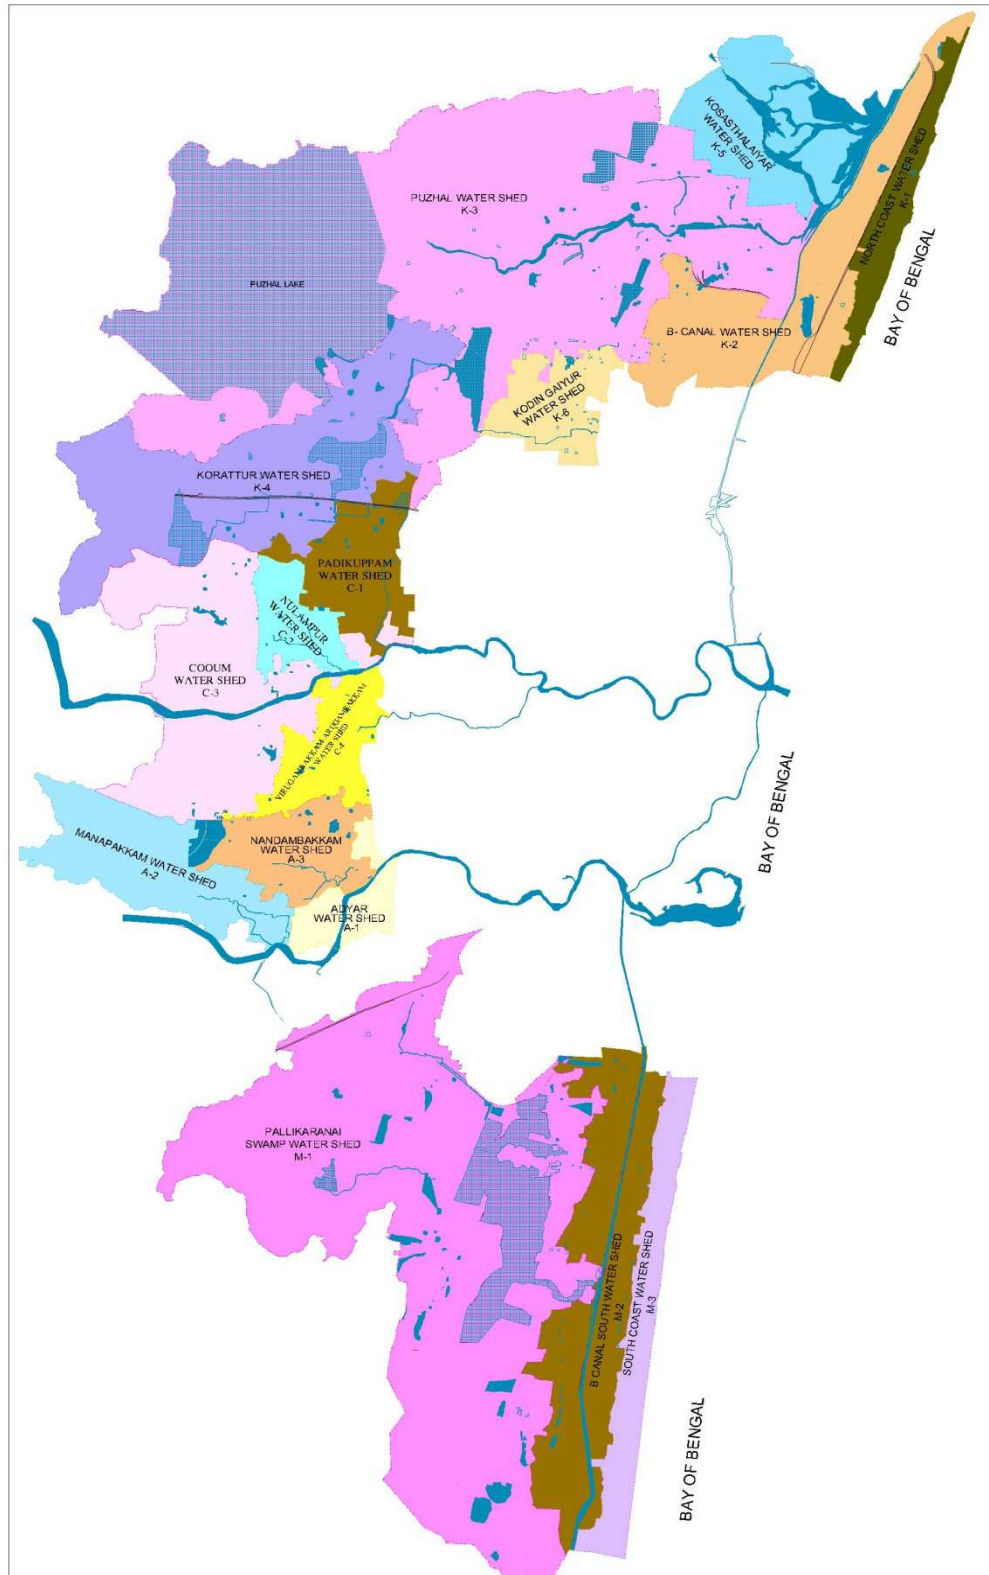 KOSASTHALAIYAR
WATER SHED
K-5
NORTH COAST WATER SHED
K-1
BAY OF BENGAL
PUZHAL WATER SHED
K-3
PUZHAL LAKE
B- CANAL WATER SHED
K-2
KODIN GAIYUR
WATER SHED
K-6
KORATTUR WATER SHED
K-4
PADIKUPPAM
WATER SHED
C-1
NULAMPUR
WATER SHED
C-2
COOUM
WATER SHED
C-3
VIRUGAMBAKKAM-ARUGAMBAKKAM
WATER SHED
C-4
BAY OF BENGAL
MANAPAKKAM WATER SHED
A-2
NANDAMBAKKAM
WATER SHED
A-3
ADYAR
WATER SHED
A-1
PALLIKARANAI
SWAMP WATER SHED
M-1
B CANAL SOUTH WATER SHED
M-2
SOUTH COAST WATER SHED
M-3
BAY OF BENGAL